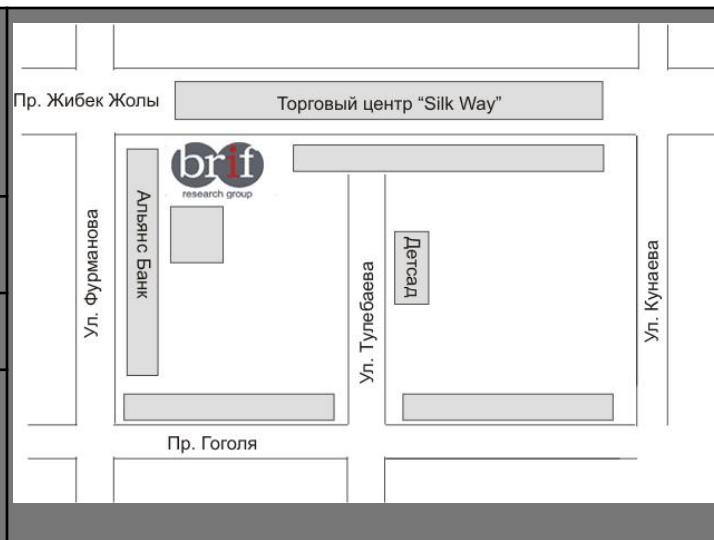 Пр. Жибек Жолы
Торговый центр “Silk Way”
brif
research group
Ул. Фурманова
Альянс Банк
Ул. Тулебаева
Детсад
Ул. Кунаева
Пр. Гоголя